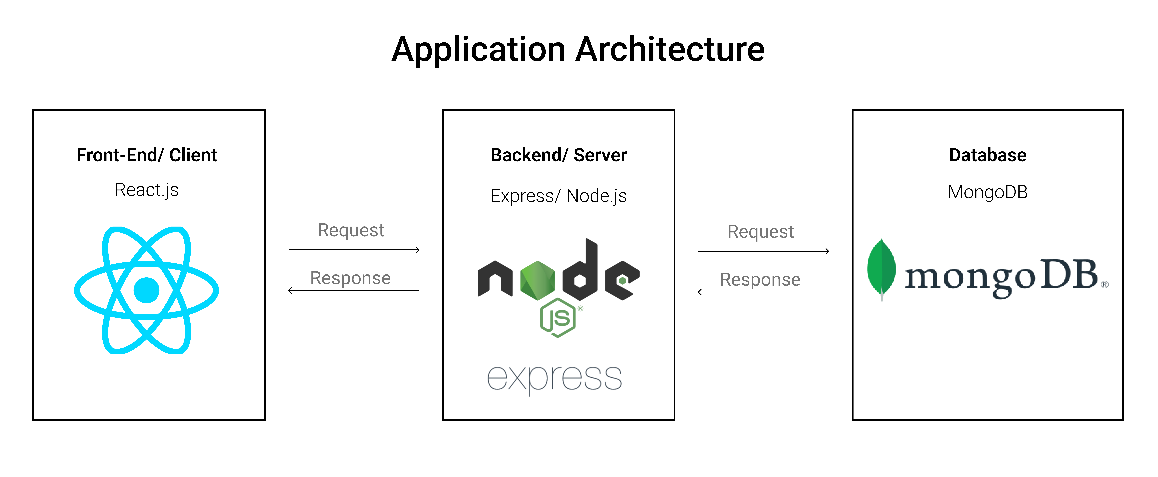 Application Architecture
Front-End/ Client
React.js
Request
Response
Backend/ Server
Express/ Node.js
node
JS
®
express
Request
Response
Database
MongoDB
mongoDB®